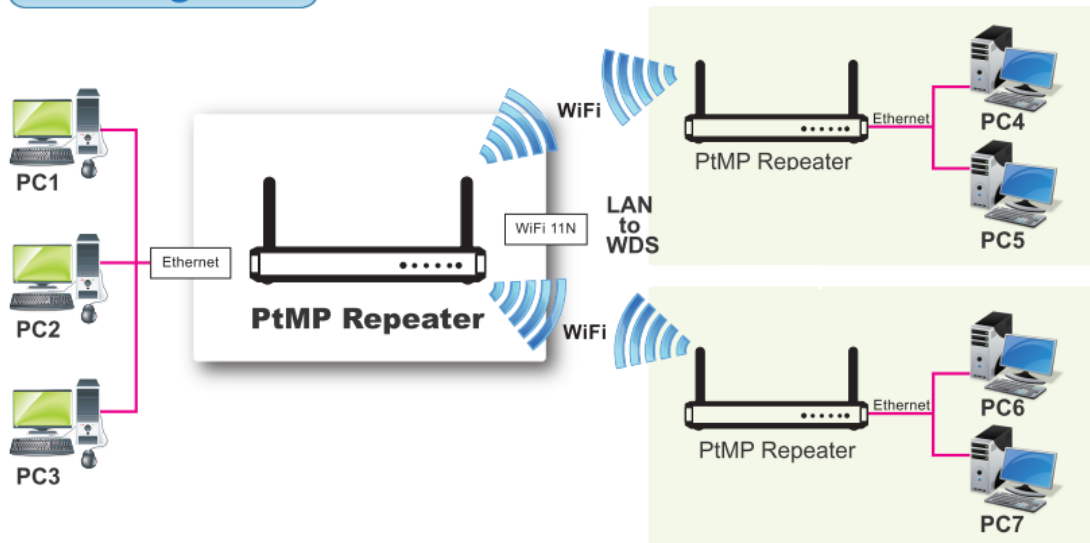 PC1
PC2
PC3
Ethernet
PtMP Repeater
WiFi 11N
WiFi
WiFi
LAN
to
WDS
PtMP Repeater
Ethernet
PC4
PC5
PtMP Repeater
Ethernet
PC6
PC7